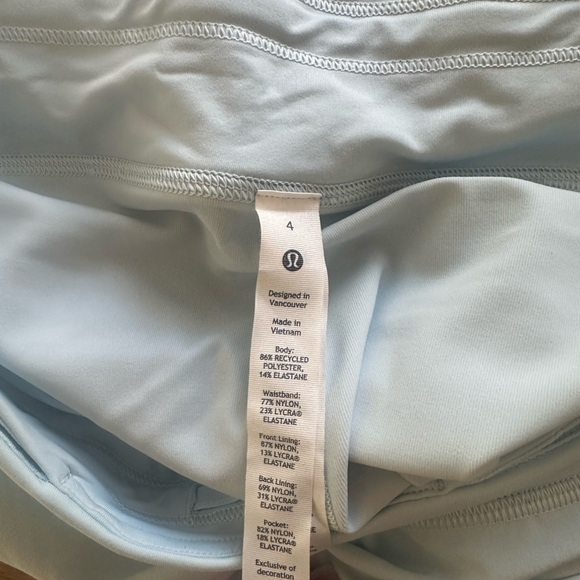 4
Designed in
Vancouver
Made in
Vietnam
Body:
86% RECYCLED
POLYESTER,
14% ELASTANE
Waistband:
77% NYLON,
23% LYCRA®
ELASTANE
Front Lining:
87% NYLON,
13% LYCRA®
ELASTANE
Back Lining:
69% NYLON,
31% LYCRA®
ELASTANE
Pocket:
82% NYLON,
18% LYCRA®
ELASTANE
Exclusive of
decoration